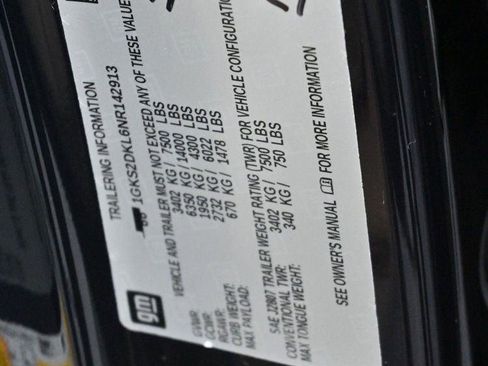 gm
TRAILERING INFORMATION
1GKS2DKL6NR142913
VEHICLE AND TRAILER MUST NOT EXCEED ANY OF THESE VALUE
GVWR: 3402 KG / 7500 LBS
GCWR: 6350 KG / 14000 LBS
RGAWR: 1950 KG / 4300 LBS
CURB WEIGHT: 2732 KG / 6022 LBS
MAX PAYLOAD: 670 KG / 1478 LBS
SAE J2807 TRAILER WEIGHT RATING (TWR) FOR VEHICLE CONFIGURATION
CONVENTIONAL TWR: 3402 KG / 7500 LBS
MAX TONGUE WEIGHT: 340 KG / 750 LBS
SEE OWNER'S MANUAL FOR MORE INFORMATION